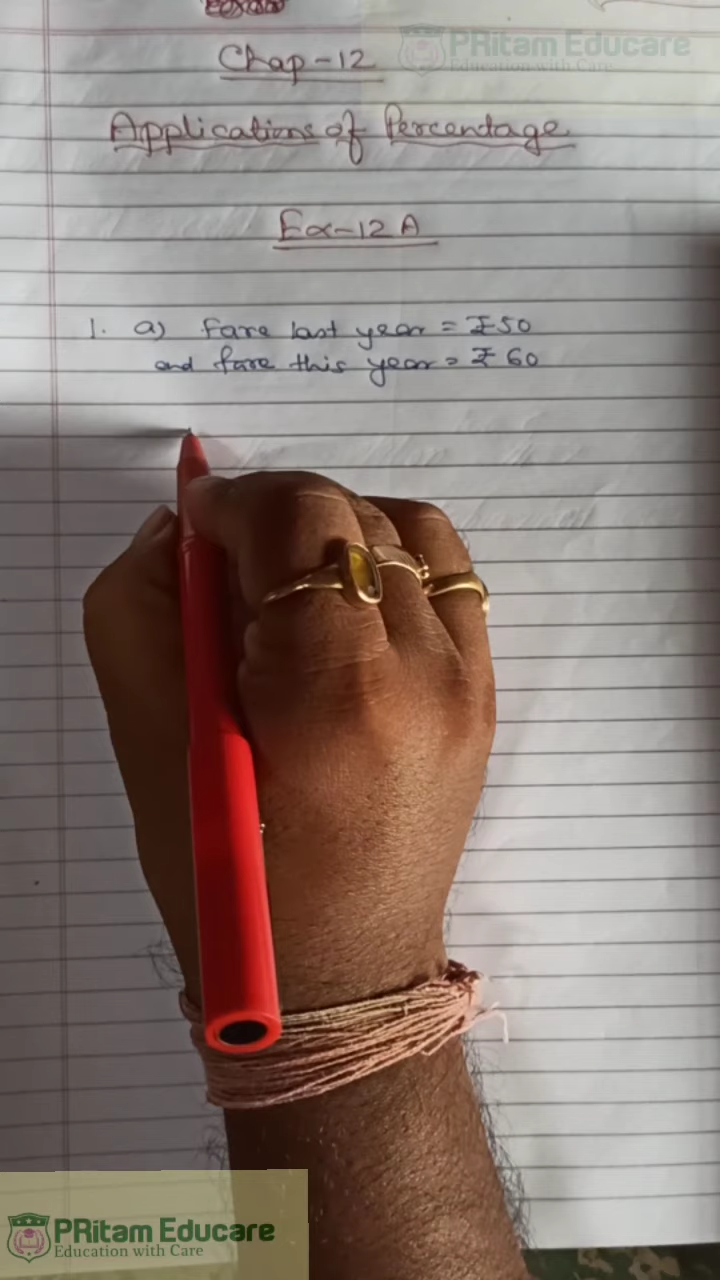 PRitam Educare
Education with Care
Chap-12
Applications of Percentage
Ex-12 A
1. a) Fare last year = ₹50
and fare this year = ₹ 60
PRitam Educare
Education with Care